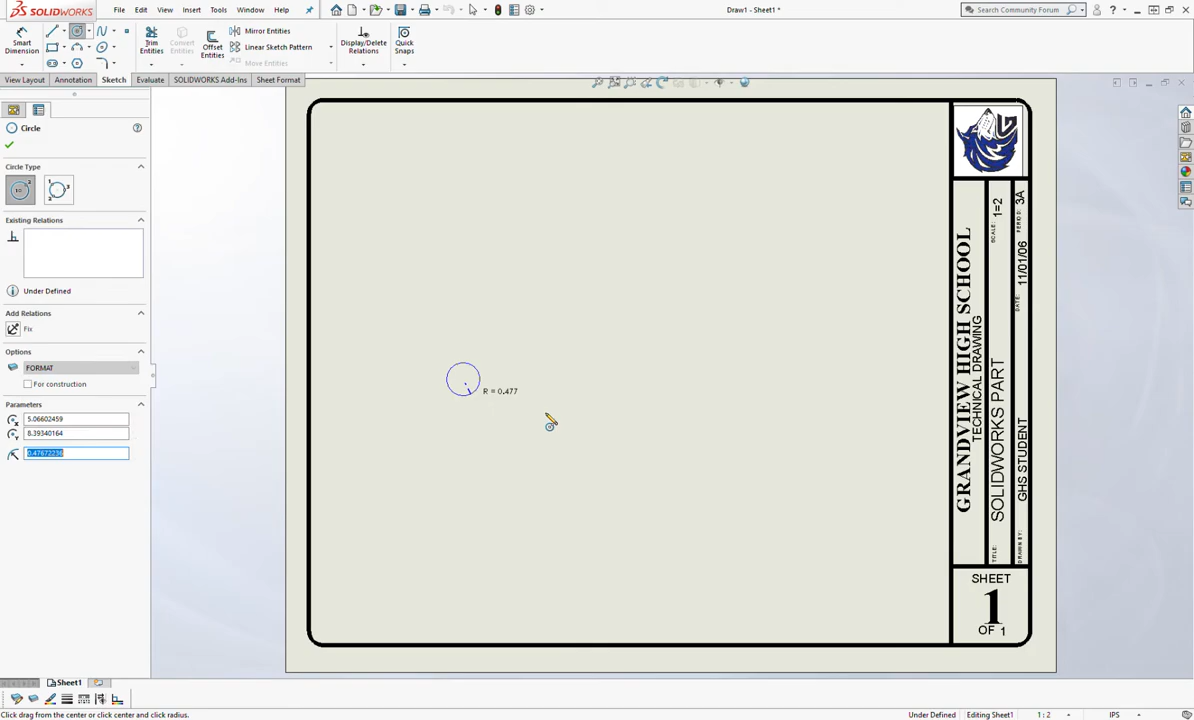 SOLIDWORKS
File
Edit
View
Insert
Tools
Window
Help
Draw1 - Sheet1 *
Search Community Forum
Smart
Dimension
Trim
Entities
Convert
Entities
Offset
Entities
Mirror Entities
Linear Sketch Pattern
Move Entities
Display/Delete
Relations
Quick
Snaps
View Layout
Annotation
Sketch
Evaluate
SOLIDWORKS Add-Ins
Sheet Format
Circle
Circle Type
Existing Relations
Under Defined
Add Relations
Fix
Options
FORMAT
For construction
Parameters
5.06602459
8.39340164
0.47672236
R = 0.477
GRANDVIEW HIGH SCHOOL
TECHNICAL DRAWING
TITLE:
SOLIDWORKS PART
SCALE:
1=2
DRAWN BY:
GHS STUDENT
DATE:
11/01/06
PERIOD:
3A
SHEET
1
OF 1
Sheet1
Click drag from the center or click center and click radius.
Under Defined
Editing Sheet1
1 : 2
IPS